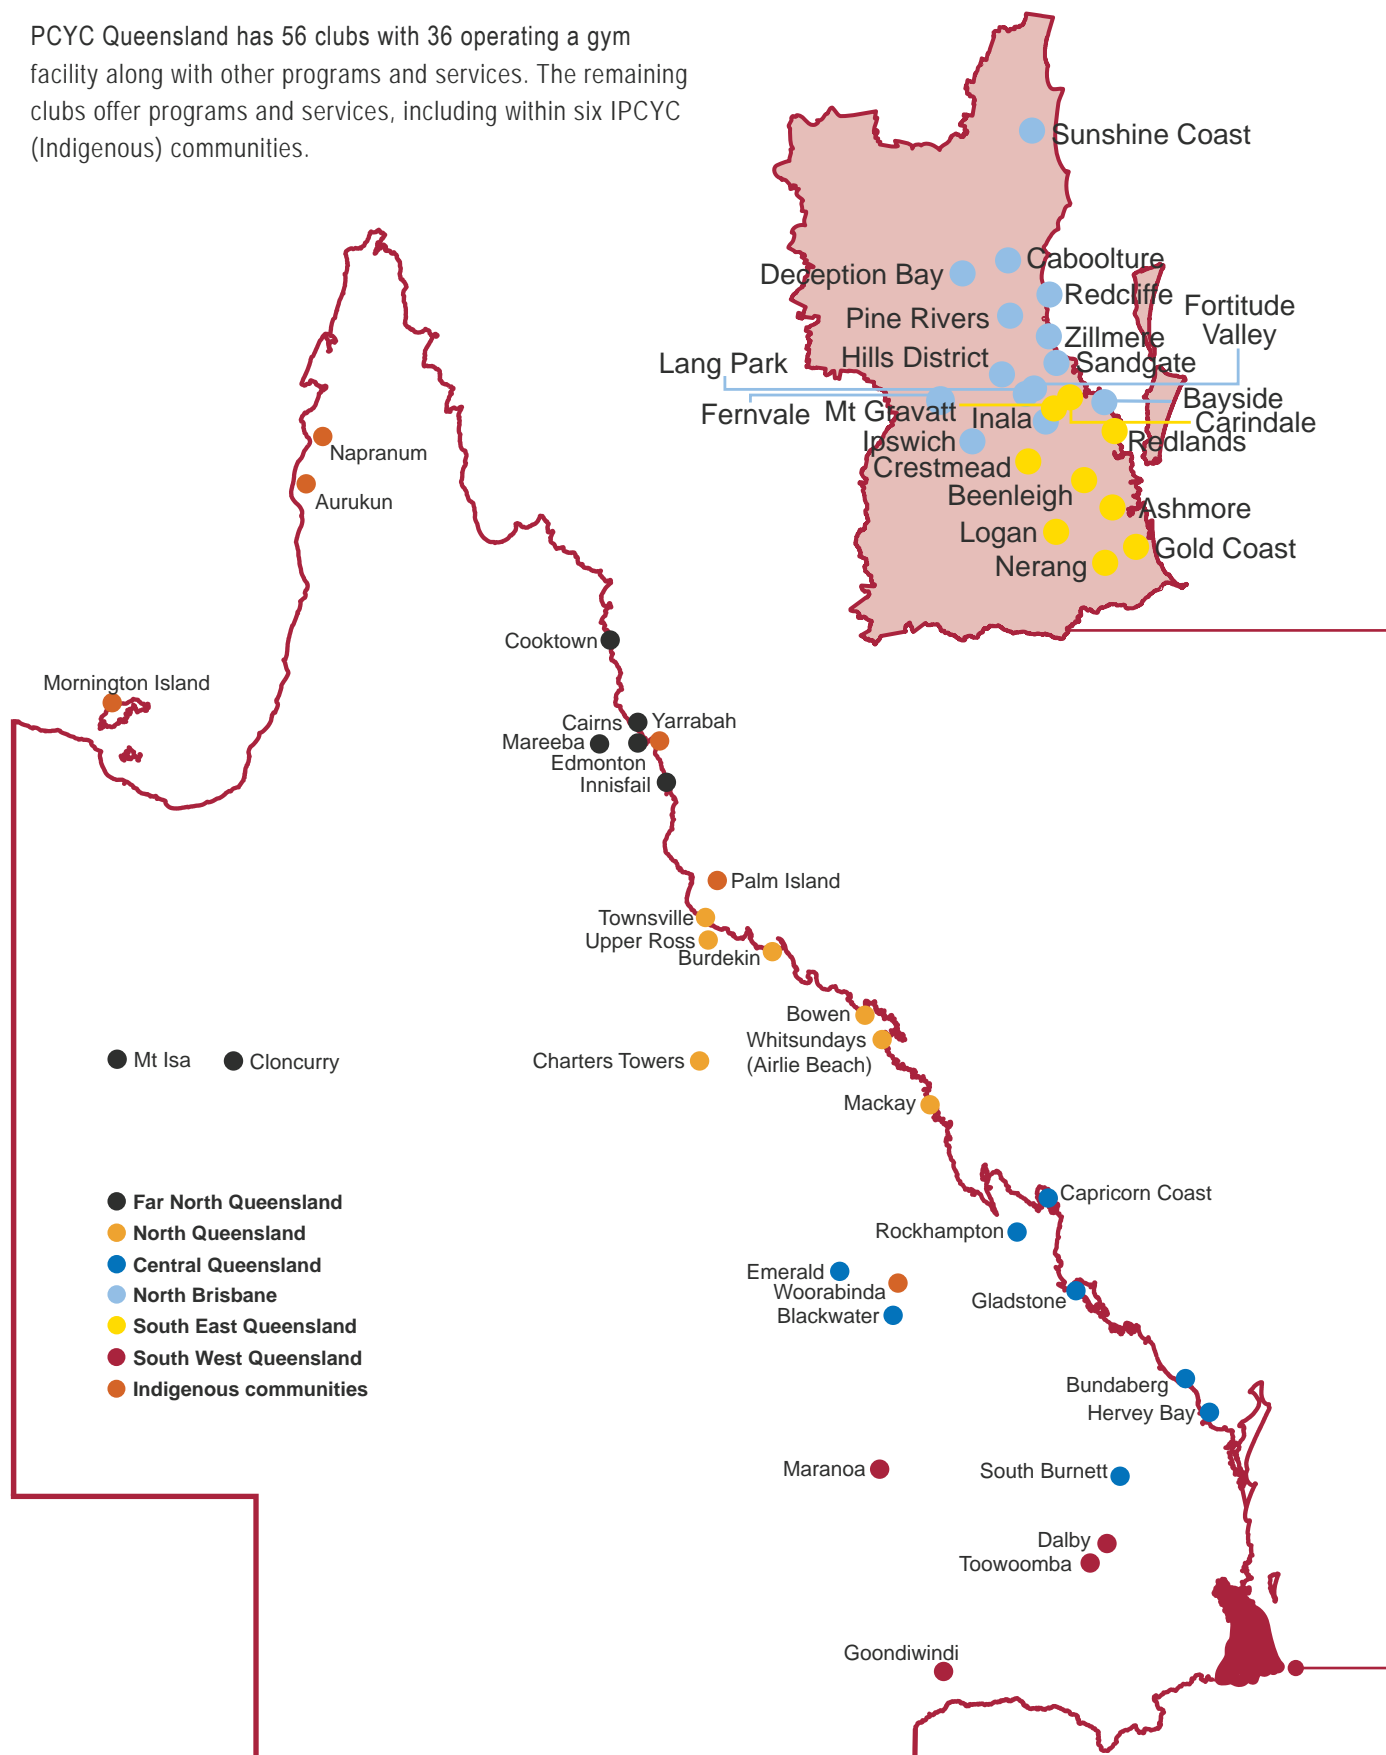 PCYC Queensland has 56 clubs with 36 operating a gym
facility along with other programs and services. The remaining
clubs offer programs and services, including within six IPCYC
(Indigenous) communities.
Sunshine Coast
Caboolture
Deception Bay
Redcliffe
Fortitude
Valley
Pine Rivers
Zillmere
Hills District
Sandgate
Lang Park
Bayside
Fernvale
Mt Gravatt
Inala
Carindale
Ipswich
Redlands
Crestmead
Beenleigh
Ashmore
Logan
Gold Coast
Nerang
Napranum
Aurukun
Cooktown
Mornington Island
Cairns
Yarrabah
Mareeba
Edmonton
Innisfail
Palm Island
Townsville
Upper Ross
Burdekin
Bowen
Whitsundays
(Airlie Beach)
Mt Isa
Cloncurry
Charters Towers
Mackay
Capricorn Coast
Rockhampton
Emerald
Woorabinda
Blackwater
Gladstone
Far North Queensland
North Queensland
Central Queensland
North Brisbane
South East Queensland
South West Queensland
Indigenous communities
Bundaberg
Hervey Bay
Maranoa
South Burnett
Dalby
Toowoomba
Goondiwindi